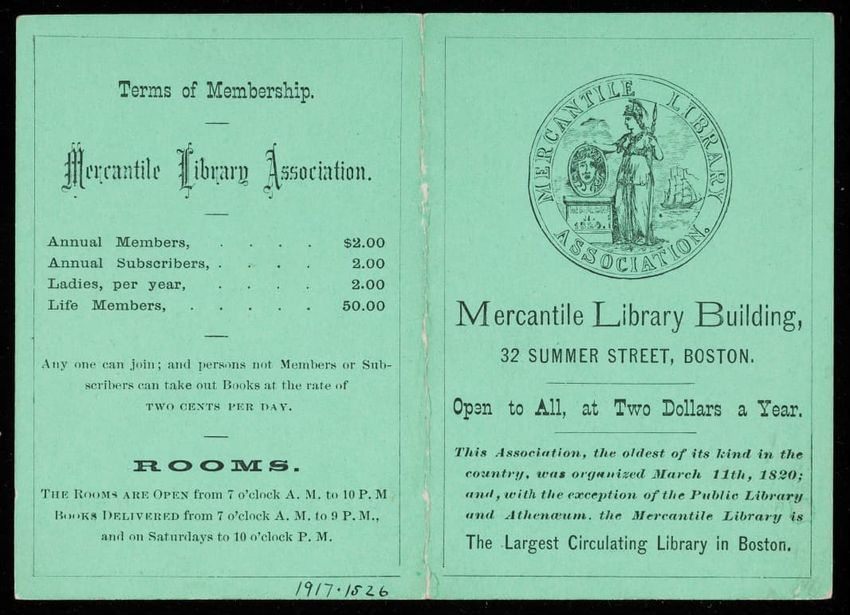 Terms of Membership.
Mercantile Library Association.
Annual Members, . . . . $2.00
Annual Subscribers, . . . . 2.00
Ladies, per year, . . . . 2.00
Life Members, . . . . . 50.00
Any one can join; and persons not Members or Sub-
scribers can take out Books at the rate of
TWO CENTS PER DAY.
ROOMS.
THE ROOMS ARE OPEN from 7 o'clock A. M. to 10 P. M
BOOKS DELIVERED from 7 o'clock A. M. to 9 P. M.,
and on Saturdays to 10 o'clock P. M.
1917·1526
MERCANTILE LIBRARY
ASSOCIATION.
1820.
Mercantile Library Building,
32 SUMMER STREET, BOSTON.
Open to All, at Two Dollars a Year.
This Association, the oldest of its kind in the
country, was organized March 11th, 1820;
and, with the exception of the Public Library
and Athenæum, the Mercantile Library is
The Largest Circulating Library in Boston.